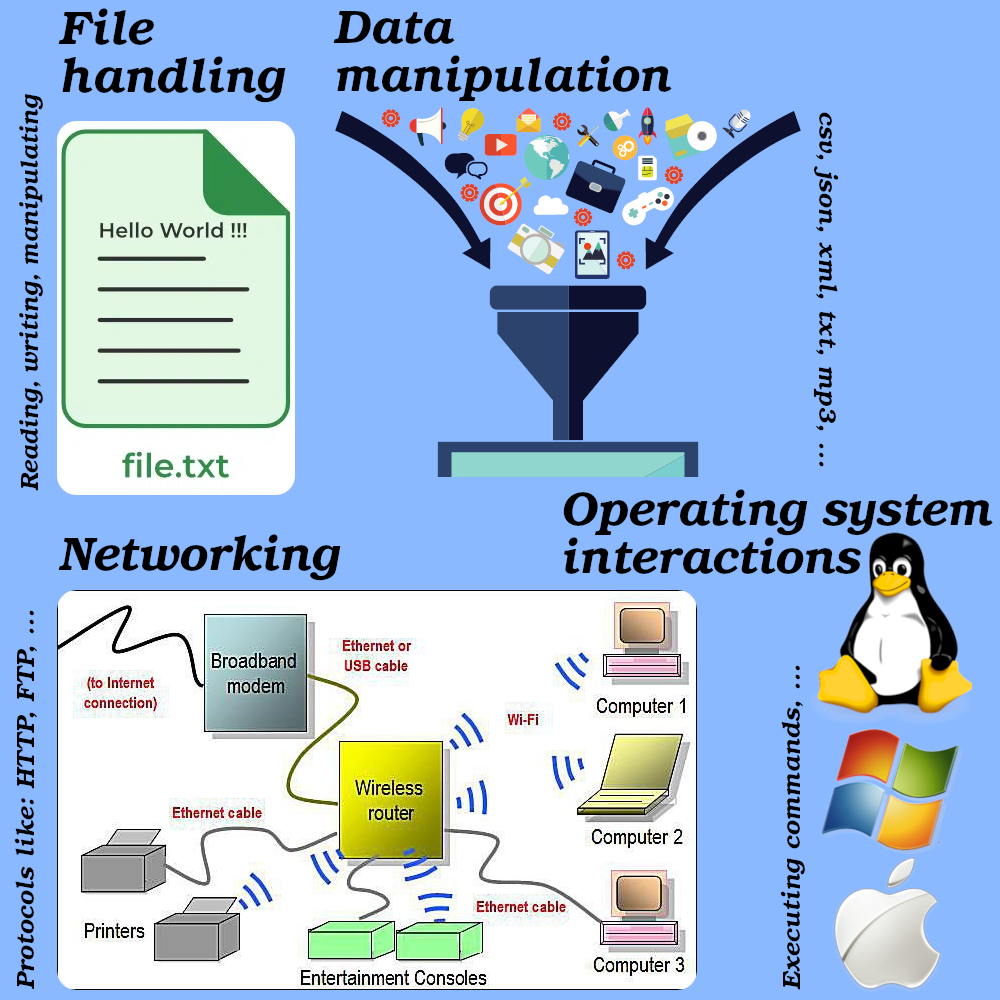 File
handling
Reading, writing, manipulating
Hello World !!!
file.txt
Data
manipulation
csv, json, xml, txt, mp3, ...
Networking
Protocols like: HTTP, FTP, ...
(to Internet
connection)
Broadband
modem
Ethernet or
USB cable
Wi-Fi
Computer 1
Wireless
router
Ethernet cable
Computer 2
Printers
Ethernet cable
Entertainment Consoles
Computer 3
Operating system
interactions
Executing commands, ...